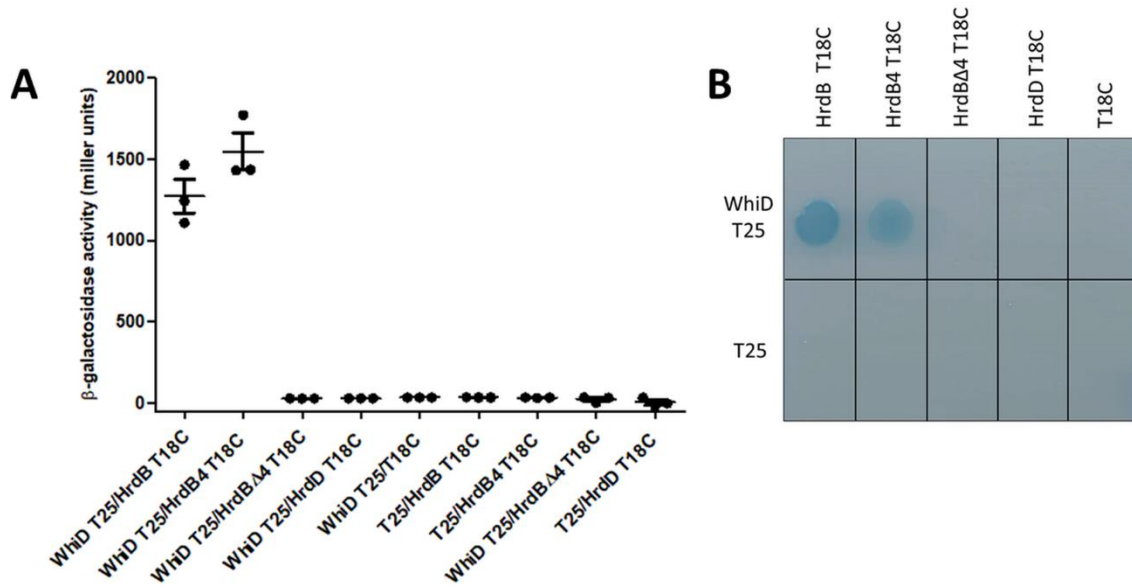 A
β-galactosidase activity (miller units)
2000
1500
1000
500
0
WhiD T25/HrdB T18C
WhiD T25/HrdB4 T18C
WhiD T25/HrdBΔ4 T18C
WhiD T25/HrdD T18C
WhiD T25/T18C
T25/HrdB T18C
T25/HrdB4 T18C
WhiD T25/HrdBΔ4 T18C
T25/HrdD T18C
B
HrdB T18C
HrdB4 T18C
HrdBΔ4 T18C
HrdD T18C
T18C
WhiD
T25
T25